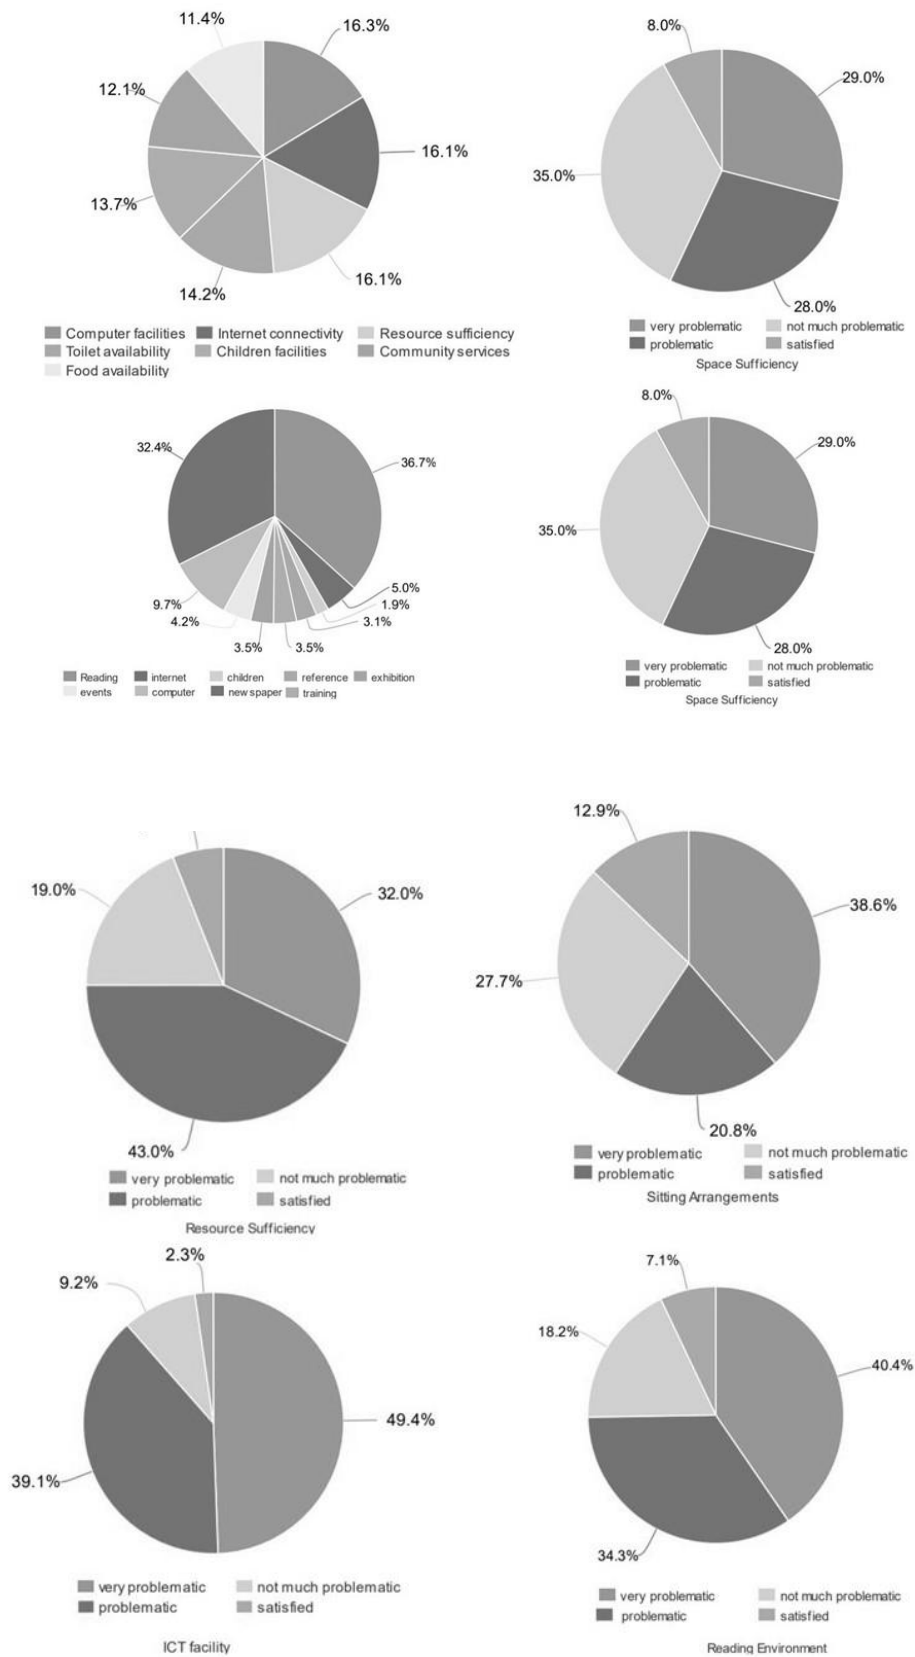 11.4%
16.3%
12.1%
16.1%
13.7%
16.1%
14.2%
Computer facilities Internet connectivity Resource sufficiency
Toilet availability Children facilities Community services
Food availability
8.0%
29.0%
35.0%
28.0%
very problematic not much problematic
problematic satisfied
Space Sufficiency
32.4%
36.7%
5.0%
9.7%
1.9%
4.2%
3.1%
3.5% 3.5%
Reading internet children reference exhibition
events computer newspaper training
8.0%
29.0%
35.0%
28.0%
very problematic not much problematic
problematic satisfied
Space Sufficiency
19.0%
32.0%
43.0%
very problematic not much problematic
problematic satisfied
Resource Sufficiency
12.9%
38.6%
27.7%
20.8%
very problematic not much problematic
problematic satisfied
Sitting Arrangements
2.3%
9.2%
49.4%
39.1%
very problematic not much problematic
problematic satisfied
ICT facility
7.1%
18.2%
40.4%
34.3%
very problematic not much problematic
problematic satisfied
Reading Environment